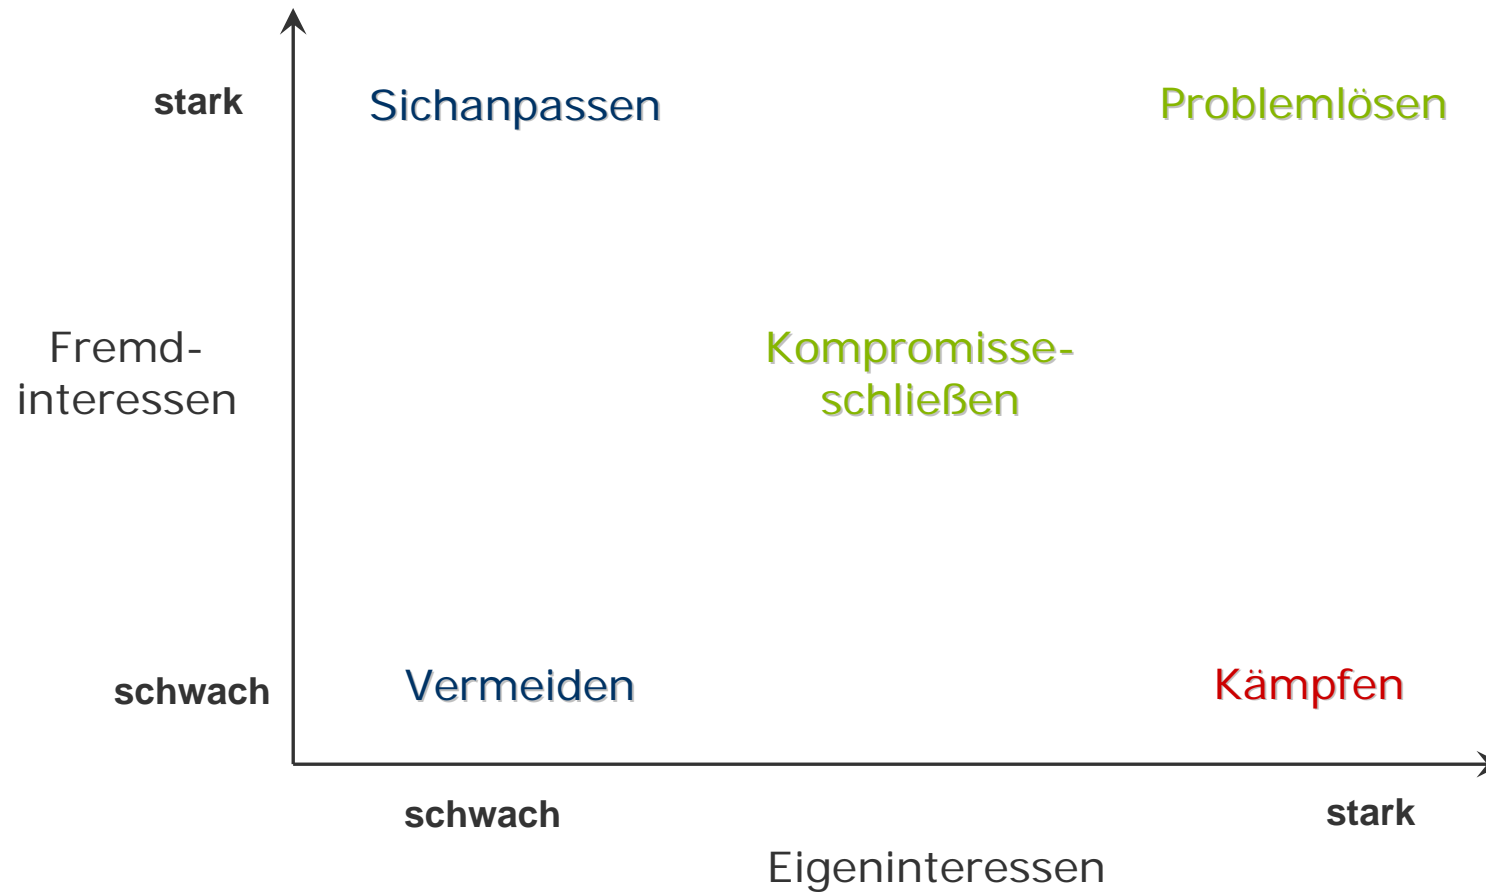 stark
Sichanpassen
Problemlösen
Fremd-
interessen
Kompromisse-
schließen
schwach
Vermeiden
Kämpfen
schwach
stark
Eigeninteressen